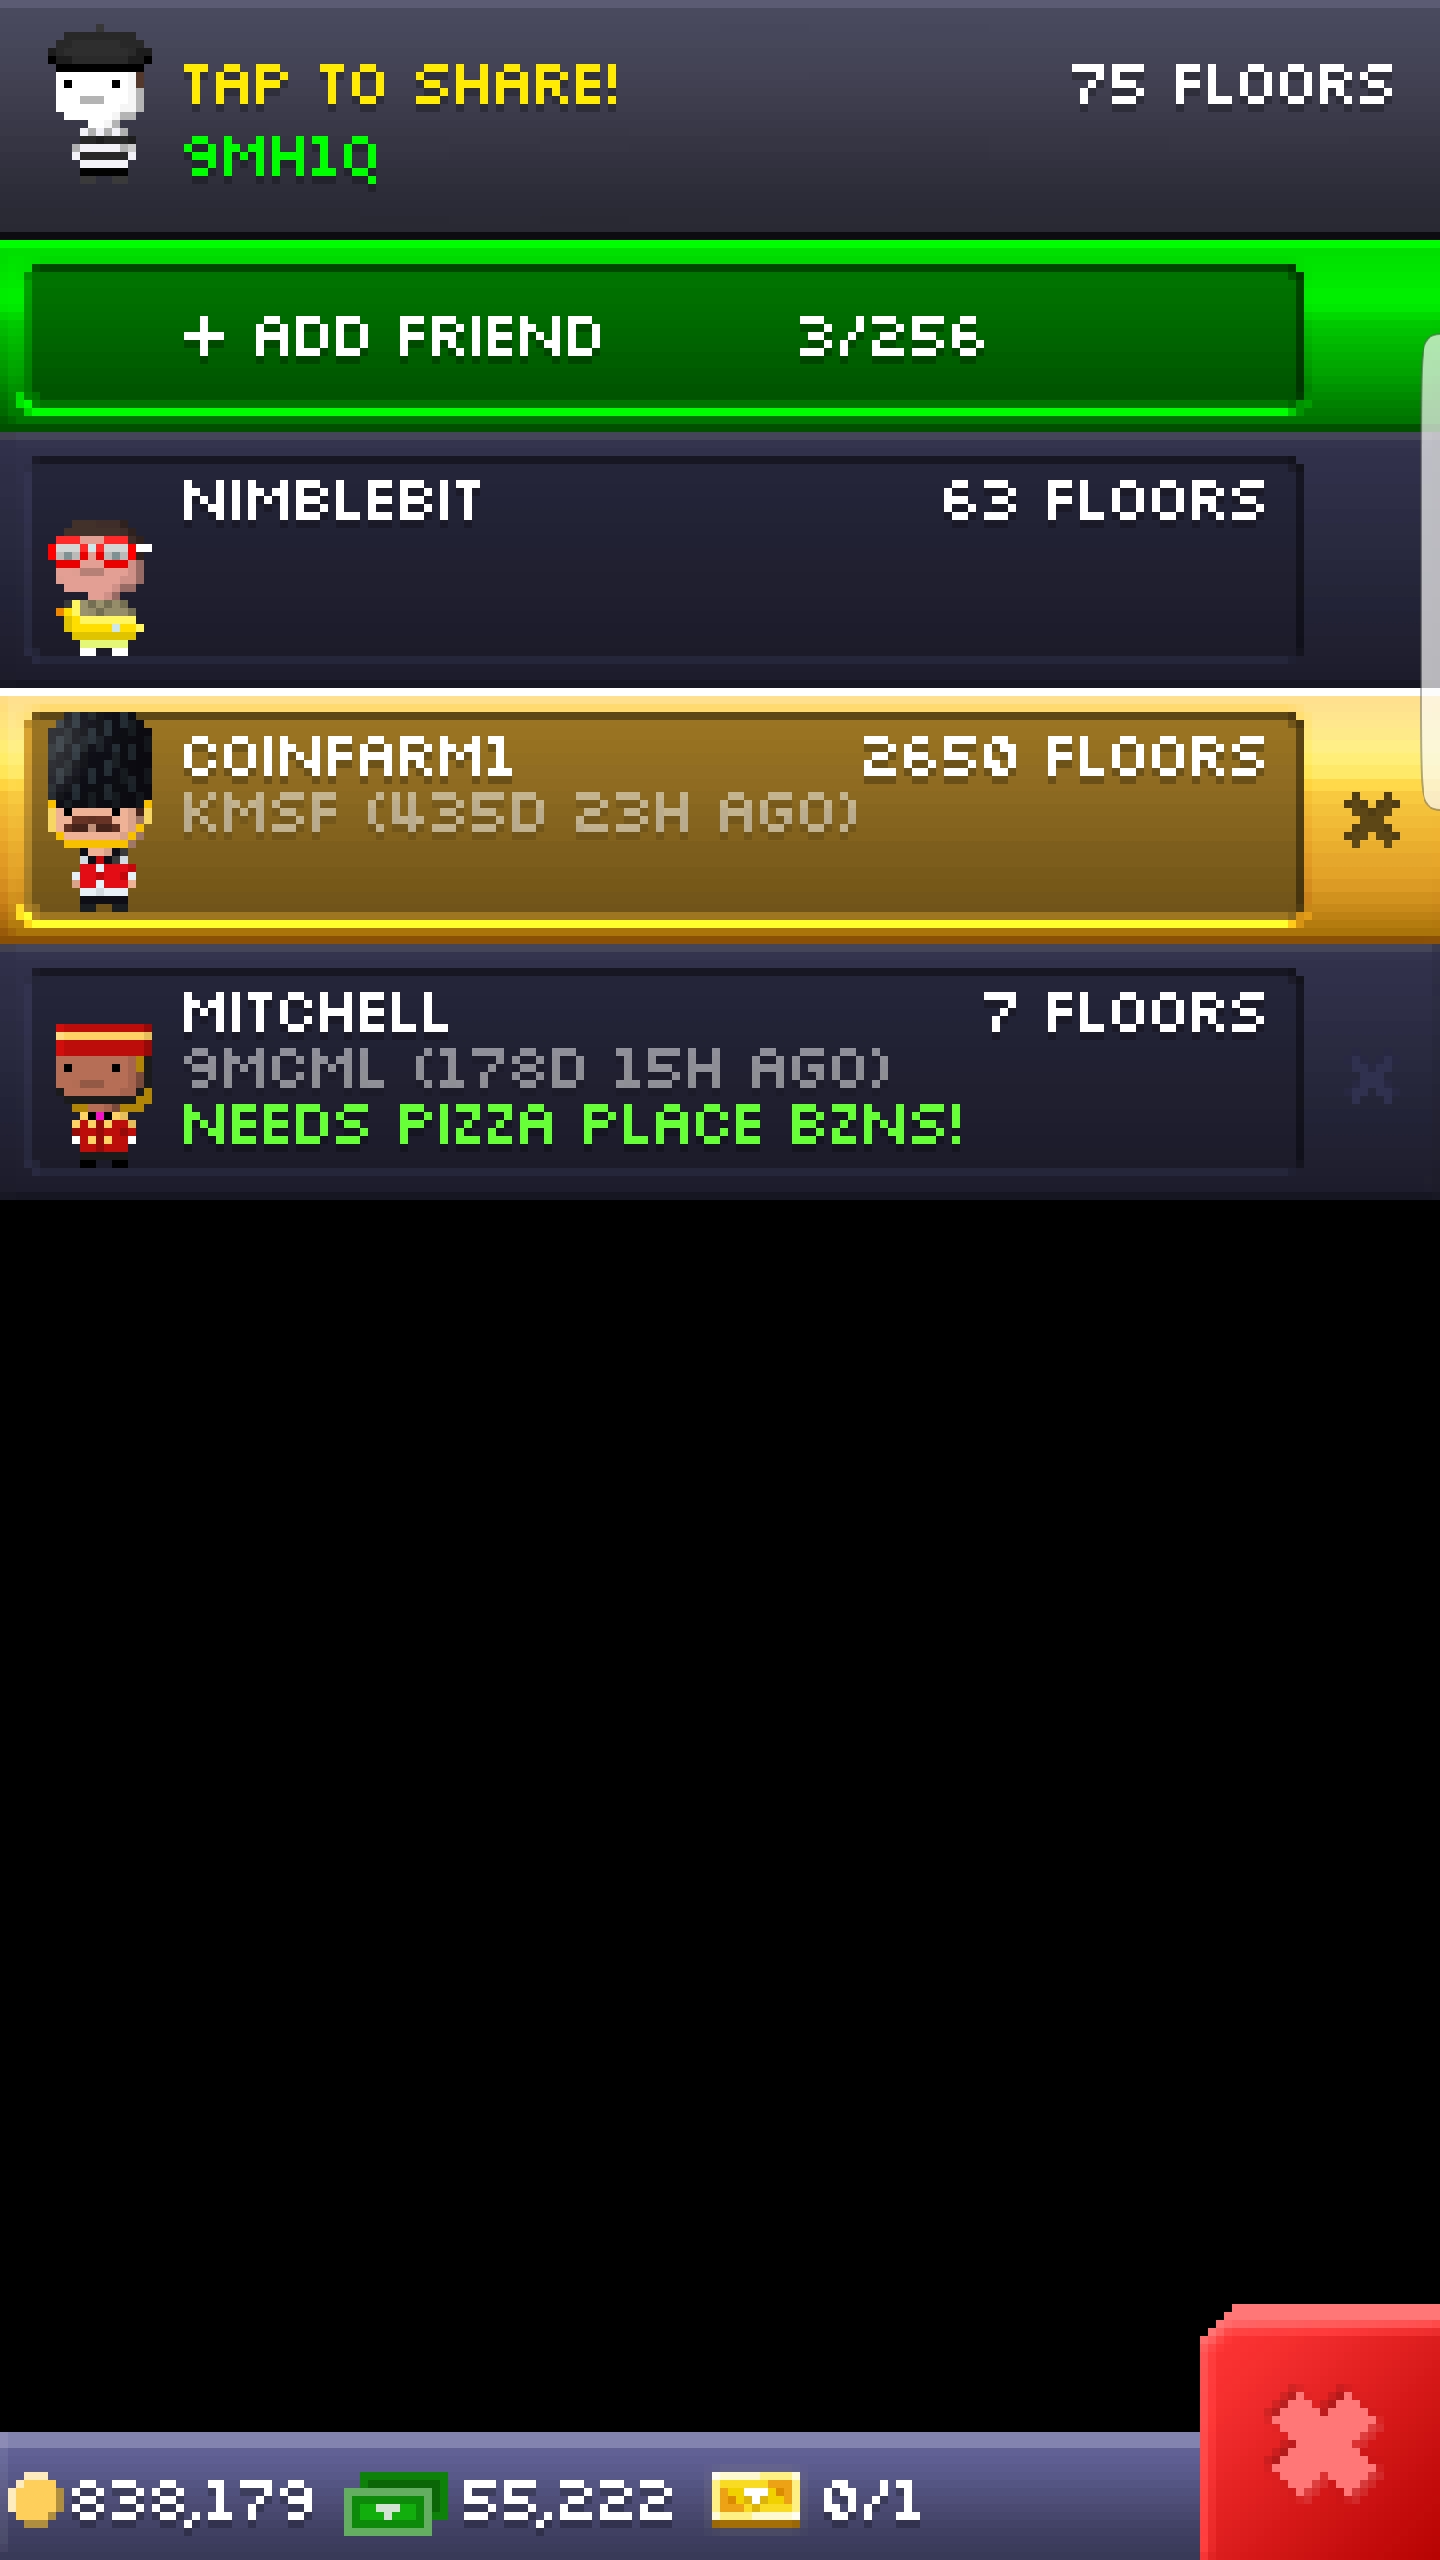 TAP TO SHARE! 75 FLOORS
9MH1Q
+ ADD FRIEND 3/256
NIMBLEBIT 63 FLOORS
COINFARM1 2650 FLOORS
KMSF (435D 23H AGO)
MITCHELL 7 FLOORS
9MCML (178D 15H AGO)
NEEDS PIZZA PLACE BZNS!
838,179 55,222 0/1